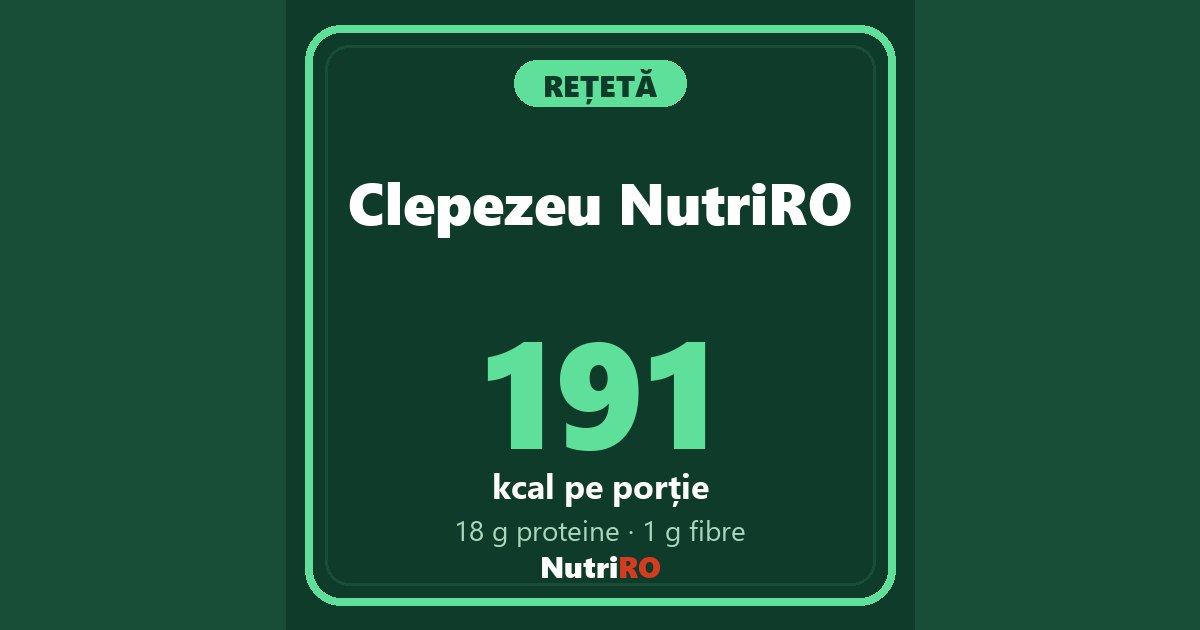 REȚETĂ
Clepezeu NutriRO
191
kcal pe porție
18 g proteine · 1 g fibre
NutriRO